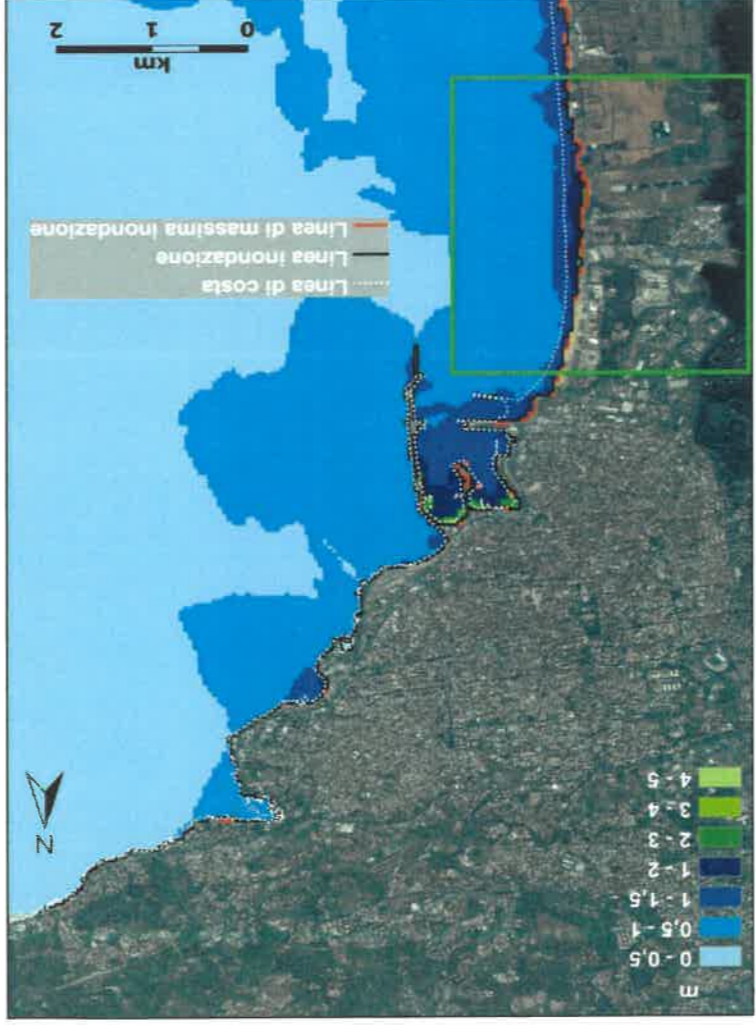 m
0 - 0,5
0,5 - 1
1 - 1,5
1 - 2
2 - 3
3 - 4
4 - 5
N
Linea di costa
Linea inondazione
Linea di massima inondazione
km
0 1 2